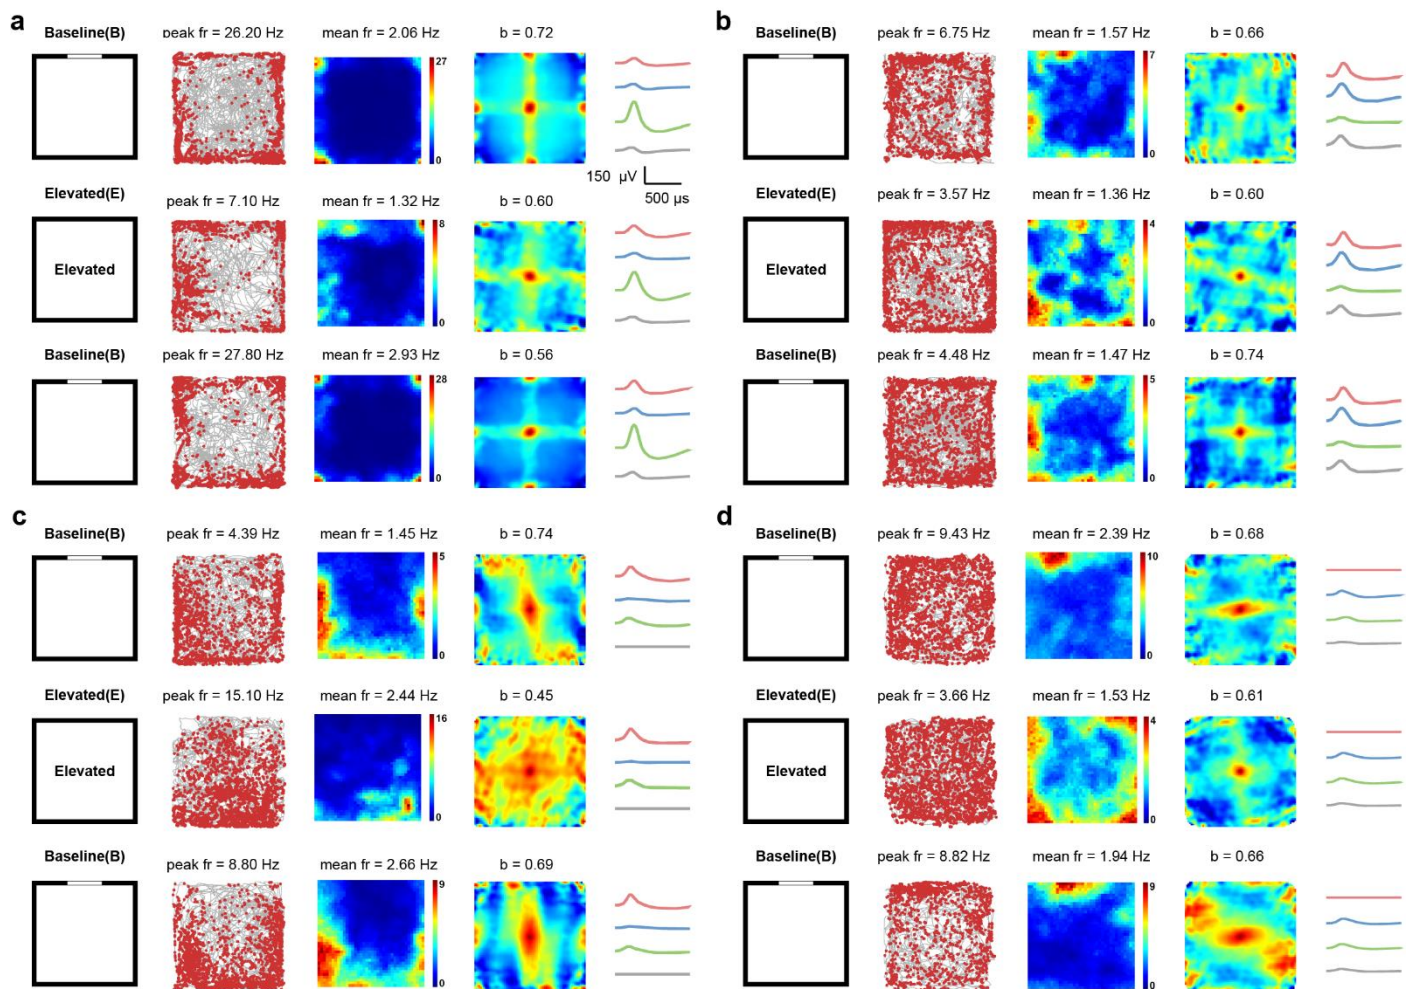 a
Baseline(B) peak fr = 26.20 Hz mean fr = 2.06 Hz b = 0.72
27
0
150 µV
500 µs
Elevated(E) peak fr = 7.10 Hz mean fr = 1.32 Hz b = 0.60
8
Elevated
0
Baseline(B) peak fr = 27.80 Hz mean fr = 2.93 Hz b = 0.56
28
0
b
Baseline(B) peak fr = 6.75 Hz mean fr = 1.57 Hz b = 0.66
7
0
Elevated(E) peak fr = 3.57 Hz mean fr = 1.36 Hz b = 0.60
4
Elevated
0
Baseline(B) peak fr = 4.48 Hz mean fr = 1.47 Hz b = 0.74
5
0
c
Baseline(B) peak fr = 4.39 Hz mean fr = 1.45 Hz b = 0.74
5
0
Elevated(E) peak fr = 15.10 Hz mean fr = 2.44 Hz b = 0.45
16
Elevated
0
Baseline(B) peak fr = 8.80 Hz mean fr = 2.66 Hz b = 0.69
9
0
d
Baseline(B) peak fr = 9.43 Hz mean fr = 2.39 Hz b = 0.68
10
0
Elevated(E) peak fr = 3.66 Hz mean fr = 1.53 Hz b = 0.61
4
Elevated
0
Baseline(B) peak fr = 8.82 Hz mean fr = 1.94 Hz b = 0.66
9
0